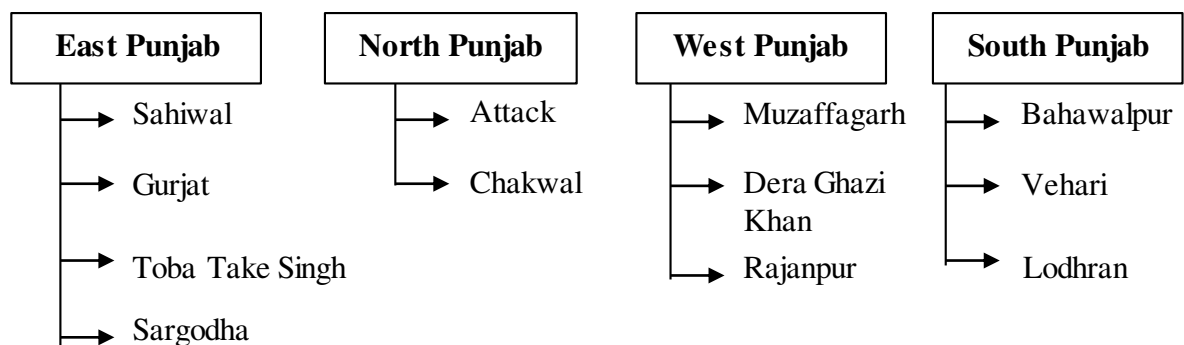 East Punjab
Sahiwal
Gurjat
Toba Take Singh
Sargodha
North Punjab
Attack
Chakwal
West Punjab
Muzaffagarh
Dera Ghazi
Khan
Rajanpur
South Punjab
Bahawalpur
Vehari
Lodhran